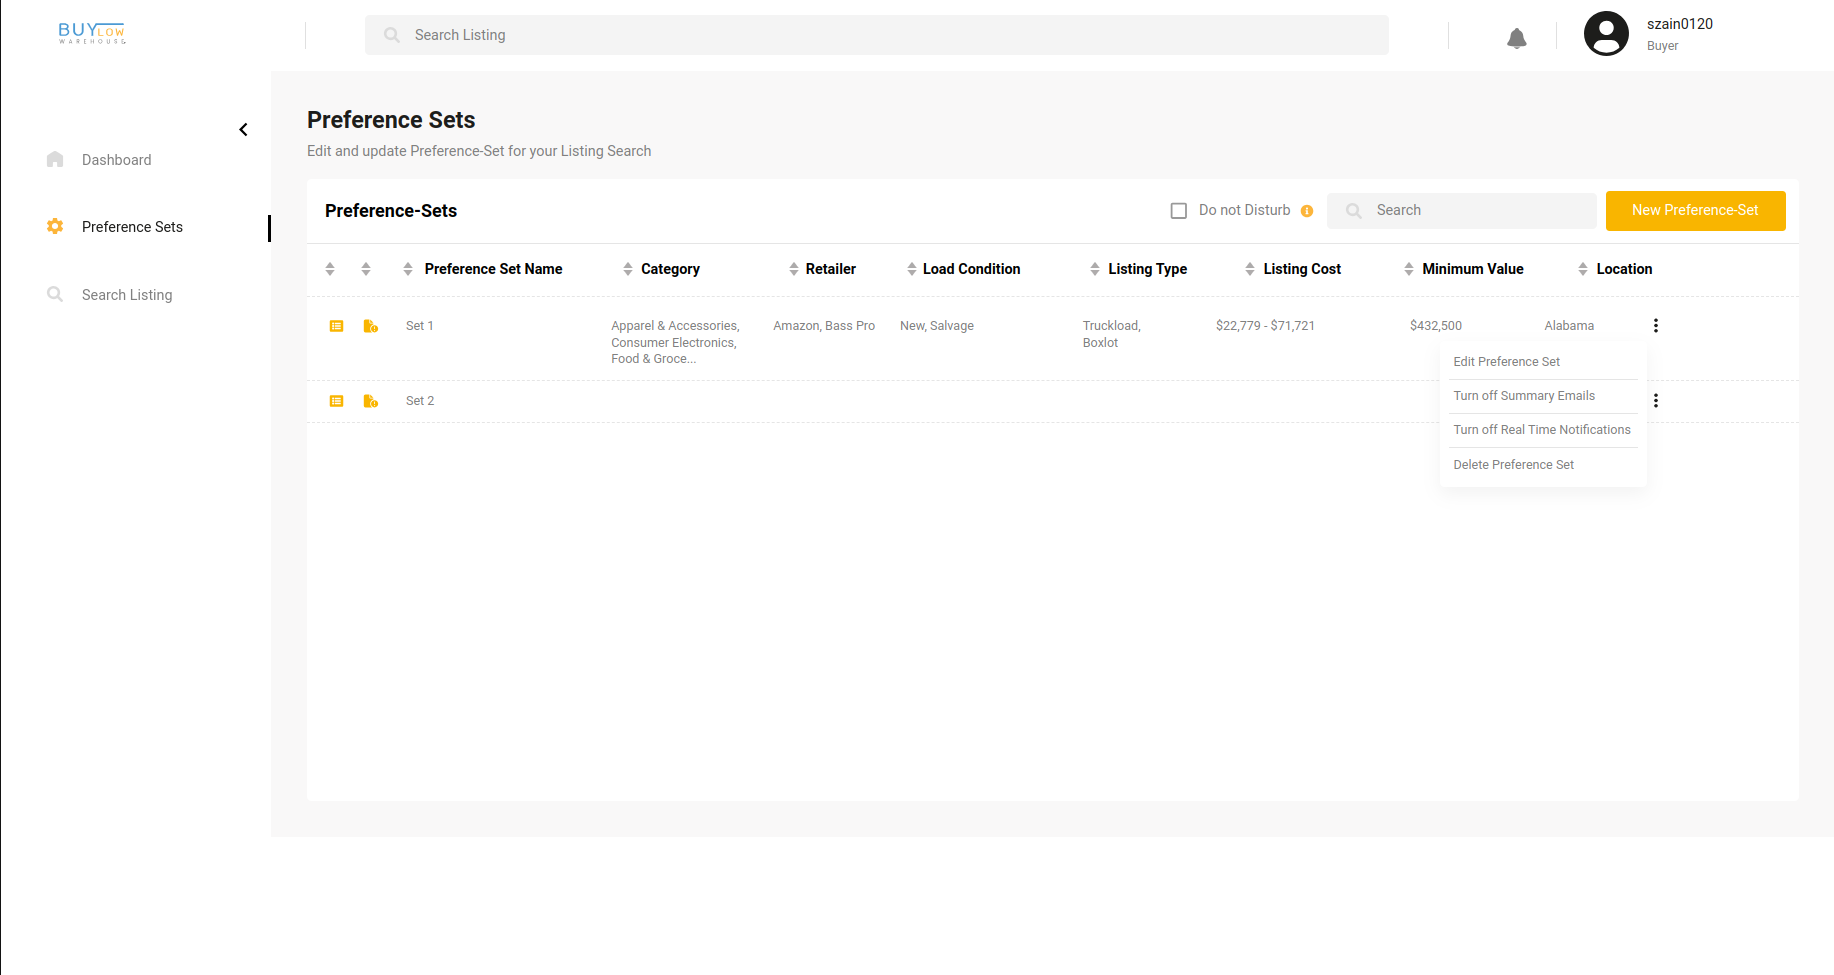 BUYLOW
WAREHOUSE
Search Listing
szain0120
Buyer
Dashboard
Preference Sets
Search Listing
Preference Sets
Edit and update Preference-Set for your Listing Search
Preference-Sets
Do not Disturb
Search
New Preference-Set
Preference Set Name Category Retailer Load Condition Listing Type Listing Cost Minimum Value Location
Set 1 Apparel & Accessories, Amazon, Bass Pro New, Salvage Truckload, $22,779 - $71,721 $432,500 Alabama
Consumer Electronics, Boxlot
Food & Groce...
Edit Preference Set
Turn off Summary Emails
Set 2
Turn off Real Time Notifications
Delete Preference Set